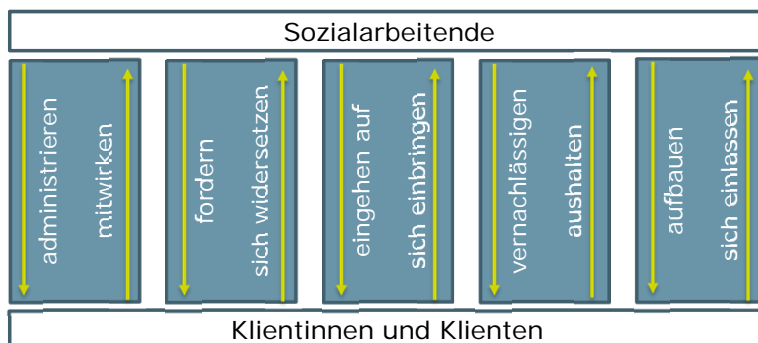 Sozialarbeitende
administrieren
mitwirken
fordern
sich widersetzen
eingehen auf
sich einbringen
vernachlässigen
aushalten
aufbauen
sich einlassen
Klientinnen und Klienten